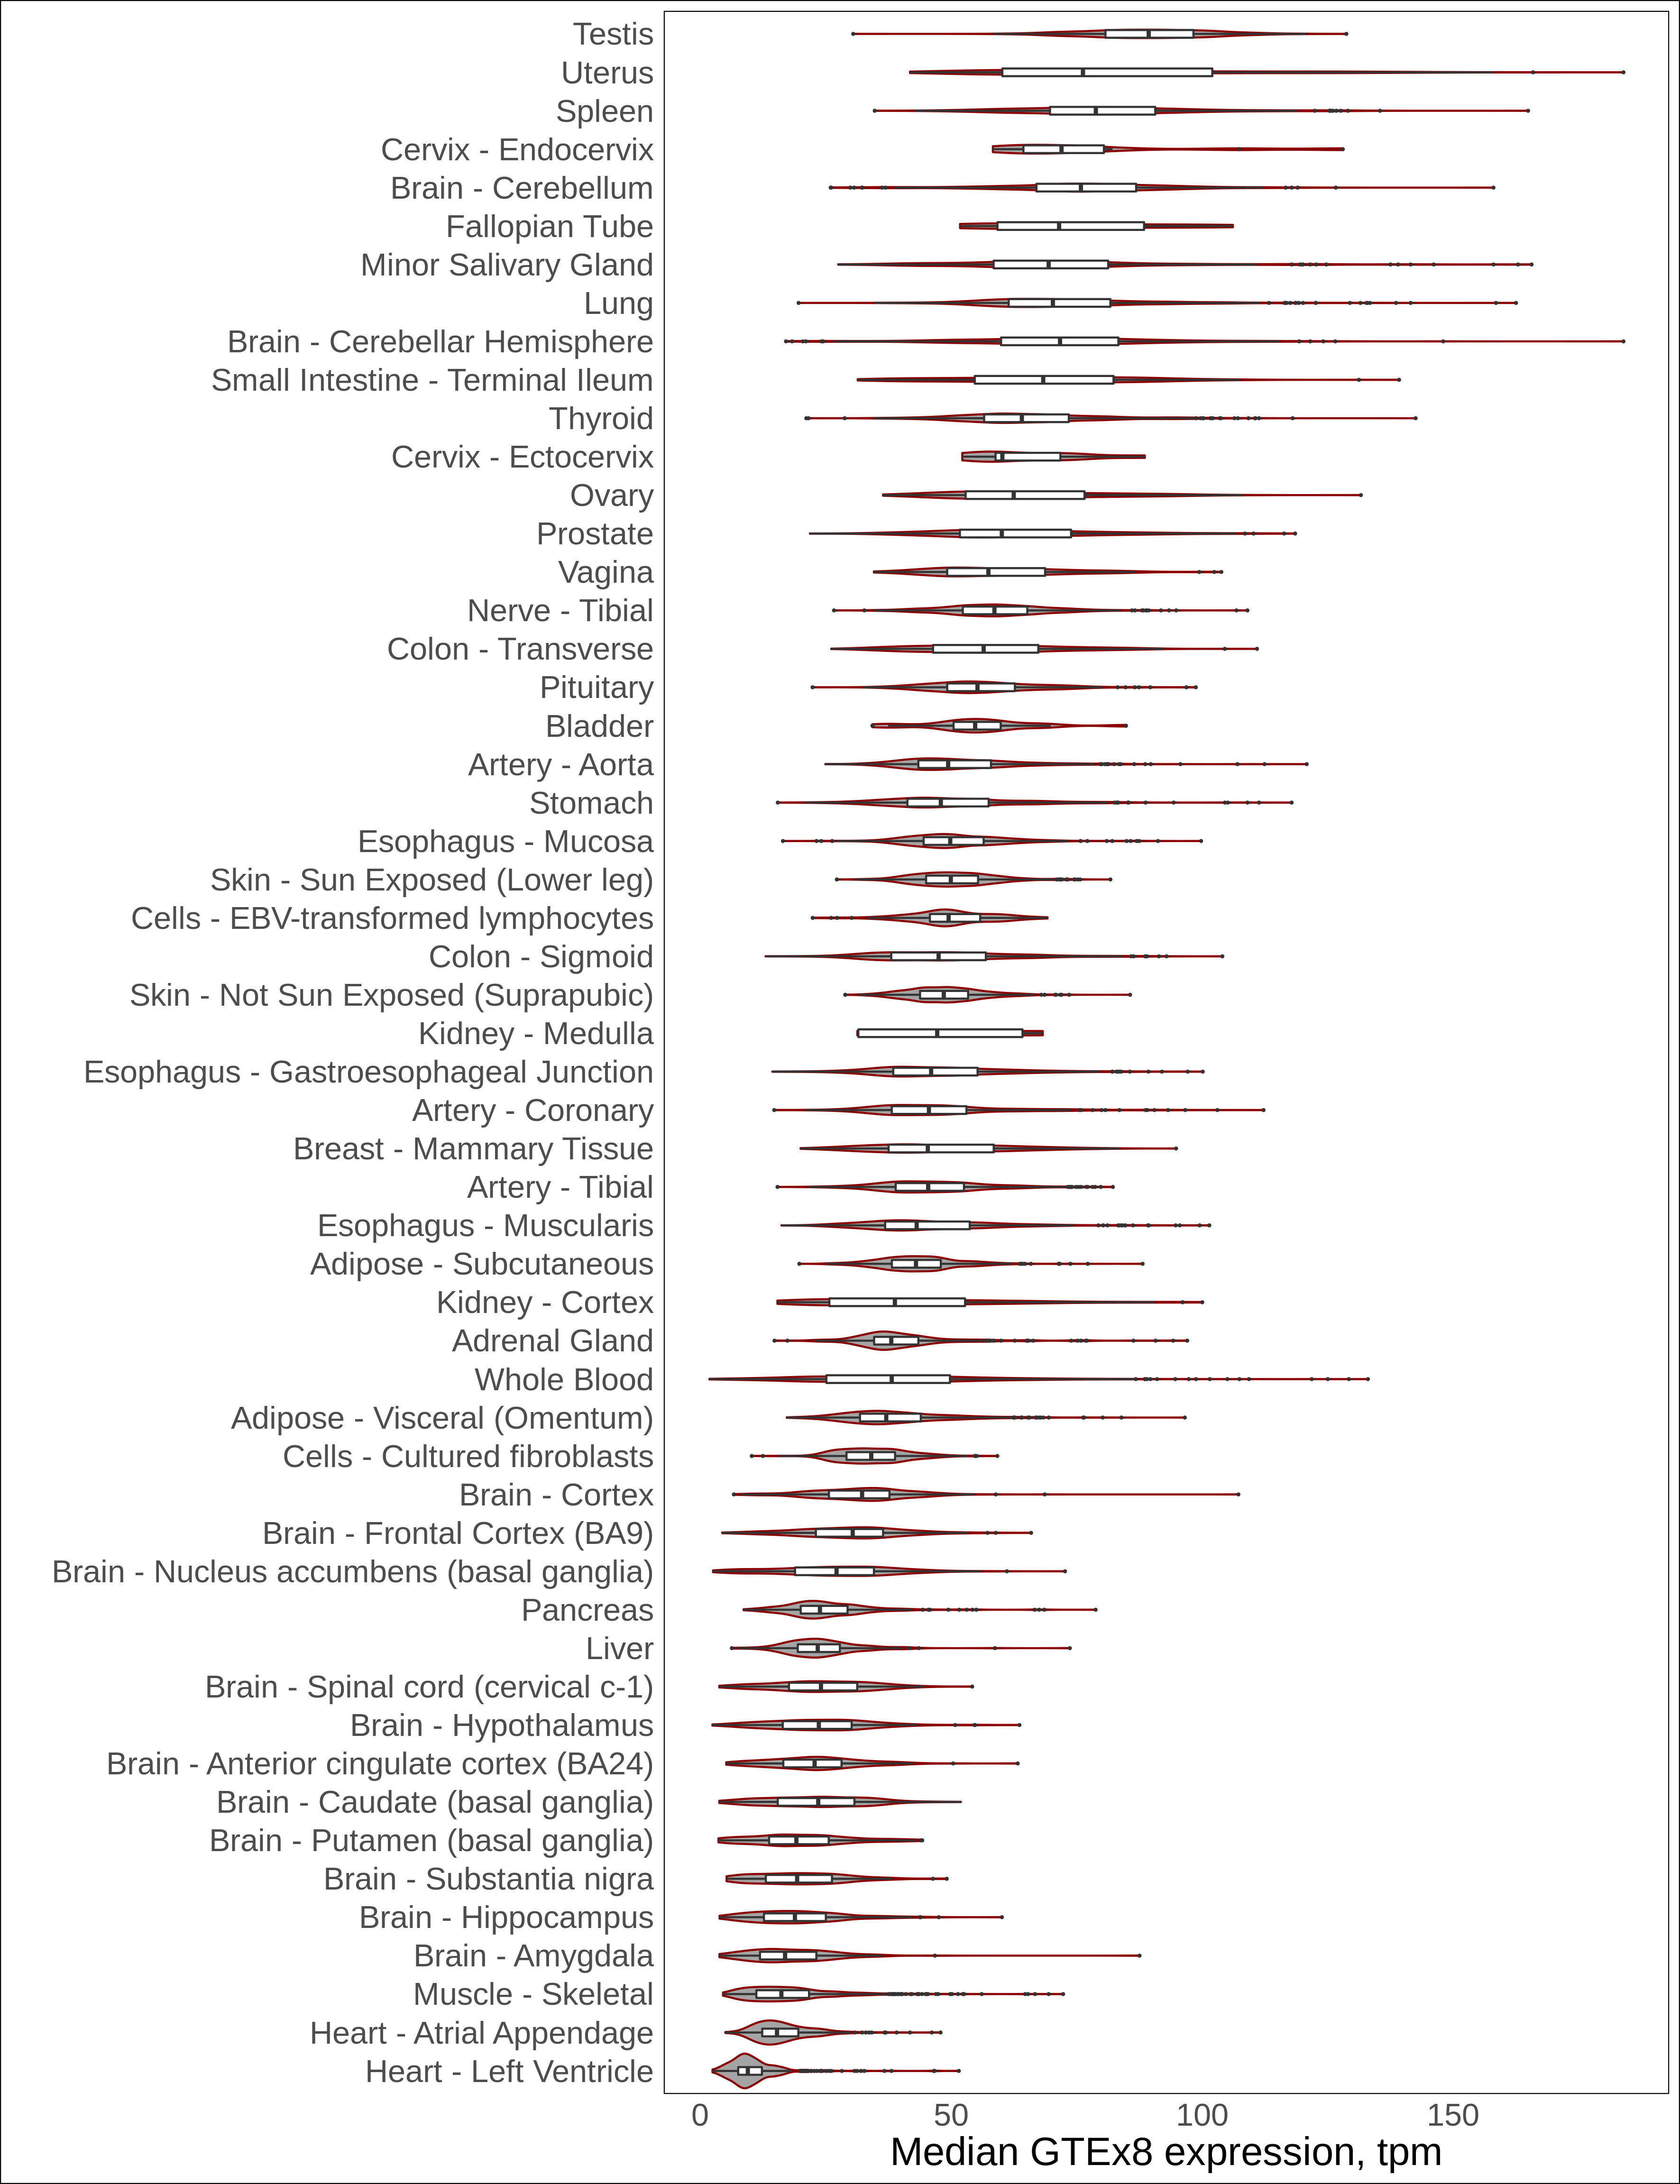 Testis
Uterus
Spleen
Cervix - Endocervix
Brain - Cerebellum
Fallopian Tube
Minor Salivary Gland
Lung
Brain - Cerebellar Hemisphere
Small Intestine - Terminal Ileum
Thyroid
Cervix - Ectocervix
Ovary
Prostate
Vagina
Nerve - Tibial
Colon - Transverse
Pituitary
Bladder
Artery - Aorta
Stomach
Esophagus - Mucosa
Skin - Sun Exposed (Lower leg)
Cells - EBV-transformed lymphocytes
Colon - Sigmoid
Skin - Not Sun Exposed (Suprapubic)
Kidney - Medulla
Esophagus - Gastroesophageal Junction
Artery - Coronary
Breast - Mammary Tissue
Artery - Tibial
Esophagus - Muscularis
Adipose - Subcutaneous
Kidney - Cortex
Adrenal Gland
Whole Blood
Adipose - Visceral (Omentum)
Cells - Cultured fibroblasts
Brain - Cortex
Brain - Frontal Cortex (BA9)
Brain - Nucleus accumbens (basal ganglia)
Pancreas
Liver
Brain - Spinal cord (cervical c-1)
Brain - Hypothalamus
Brain - Anterior cingulate cortex (BA24)
Brain - Caudate (basal ganglia)
Brain - Putamen (basal ganglia)
Brain - Substantia nigra
Brain - Hippocampus
Brain - Amygdala
Muscle - Skeletal
Heart - Atrial Appendage
Heart - Left Ventricle
0 50 100 150
Median GTEx8 expression, tpm